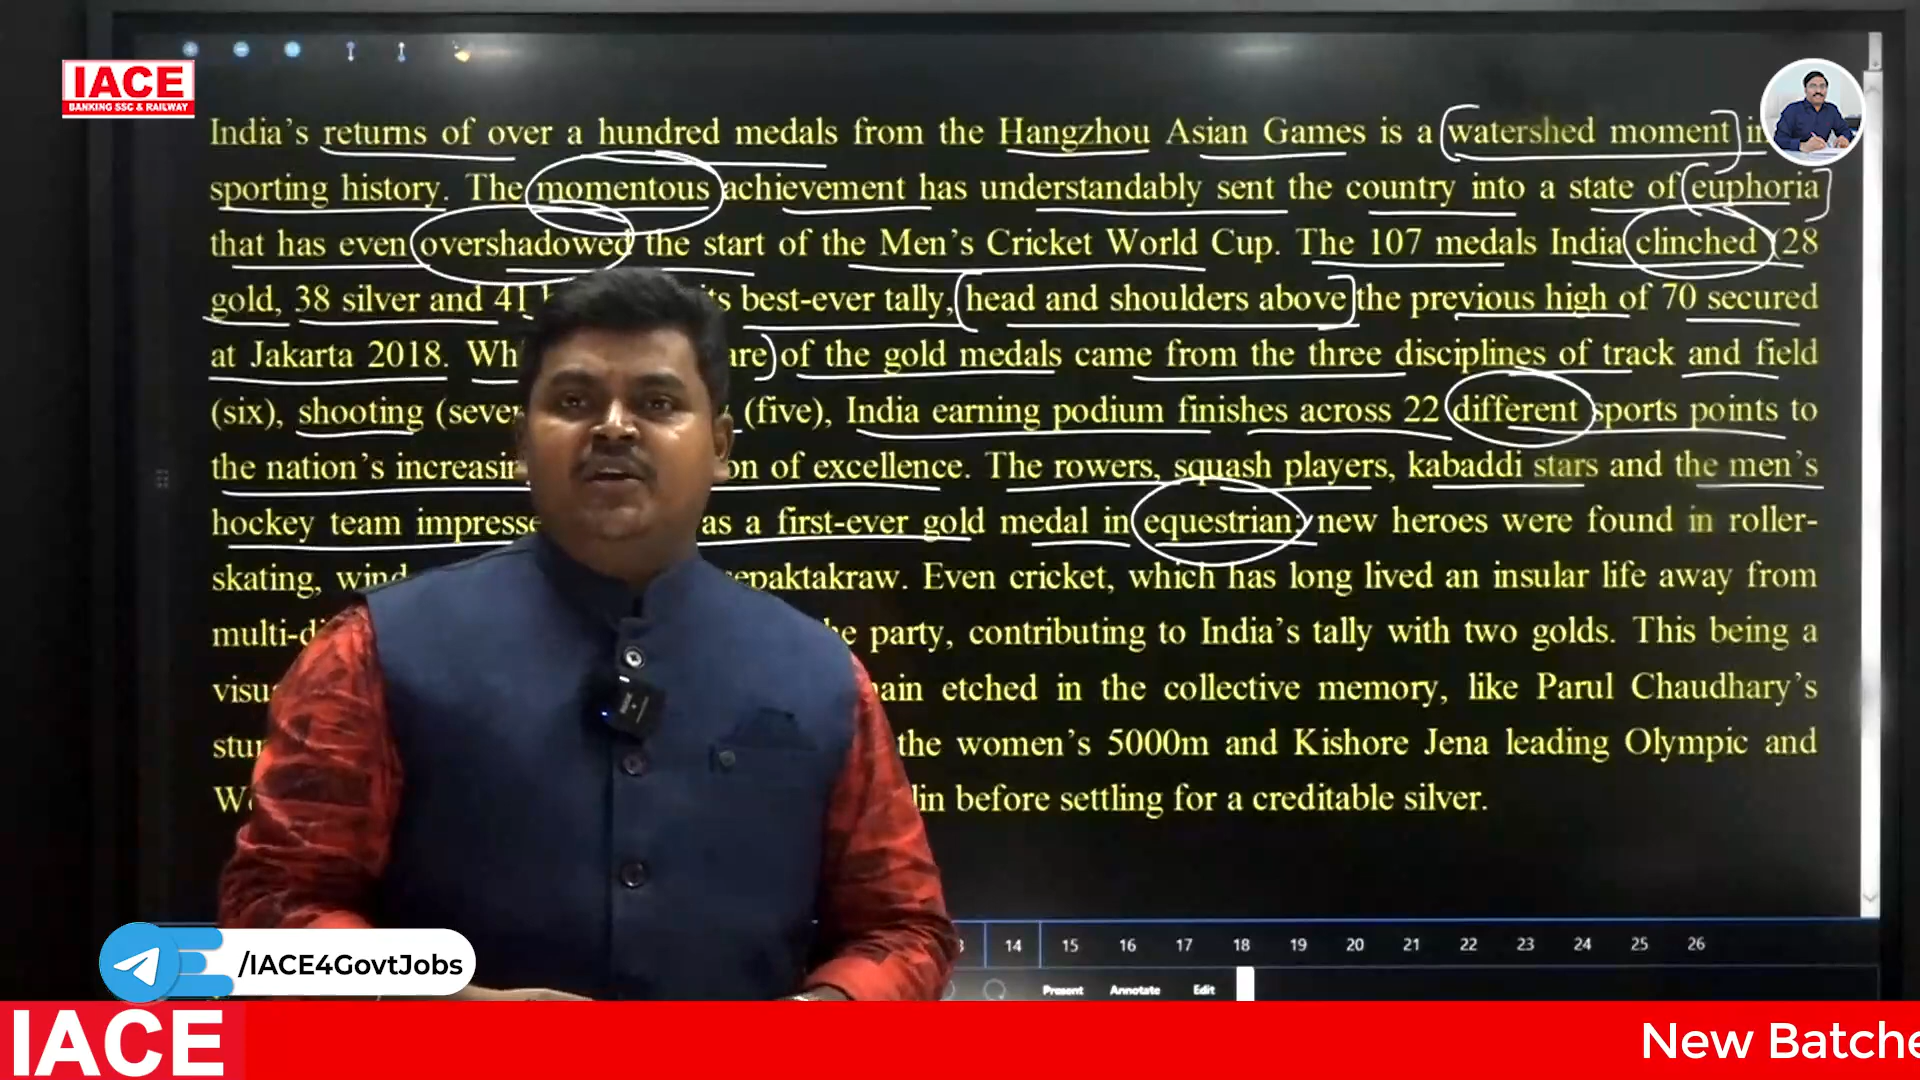 IACE
BANKING SSC & RAILWAY
India's returns of over a hundred medals from the Hangzhou Asian Games is a watershed moment
sporting history. The momentous achievement has understandably sent the country into a state of euphoria
that has even overshadowed the start of the Men's Cricket World Cup. The 107 medals India clinched (28
gold, 38 silver and 41 best-ever tally, head and shoulders above the previous high of 70 secured
at Jakarta 2018. of the gold medals came from the three disciplines of track and field
(six), shooting (five), India earning podium finishes across 22 different sports points to
the nation's of excellence. The rowers, squash players, kabaddi stars and the men's
hockey team as a first-ever gold medal in equestrian; new heroes were found in roller-
skating, sepaktakraw. Even cricket, which has long lived an insular life away from
party, contributing to India's tally with two golds. This being a
etched in the collective memory, like Parul Chaudhary's
the women's 5000m and Kishore Jena leading Olympic and
before settling for a creditable silver.
14 15 16 17 18 19 20 21 22 23 24 25 26
Present Annotate Edit
/IACE4GovtJobs
IACE
New